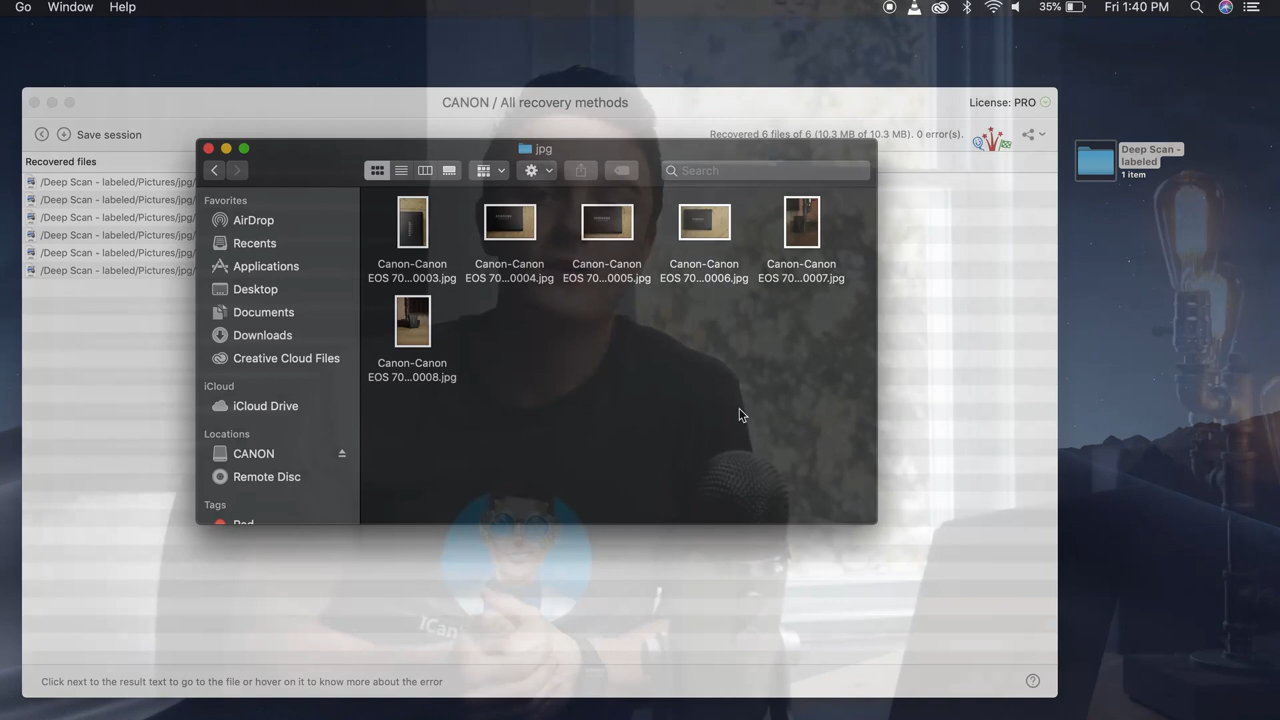 Go Window Help
35% Fri 1:40 PM
CANON / All recovery methods
License: PRO
Save session
Recovered 6 files of 6 (10.3 MB of 10.3 MB). 0 error(s).
Recovered files
/Deep Scan - labeled/Pictures/jpg/
/Deep Scan - labeled/Pictures/jpg/
/Deep Scan - labeled/Pictures/jpg/
/Deep Scan - labeled/Pictures/jpg/
/Deep Scan - labeled/Pictures/jpg/
/Deep Scan - labeled/Pictures/jpg/
jpg
Search
Favorites
AirDrop
Recents
Applications
Desktop
Documents
Downloads
Creative Cloud Files
iCloud
iCloud Drive
Locations
CANON
Remote Disc
Tags
Red
Canon-Canon
EOS 70...0003.jpg
Canon-Canon
EOS 70...0004.jpg
Canon-Canon
EOS 70...0005.jpg
Canon-Canon
EOS 70...0006.jpg
Canon-Canon
EOS 70...0007.jpg
Canon-Canon
EOS 70...0008.jpg
Deep Scan -
labeled
1 item
iCan
Click next to the result text to go to the file or hover on it to know more about the error